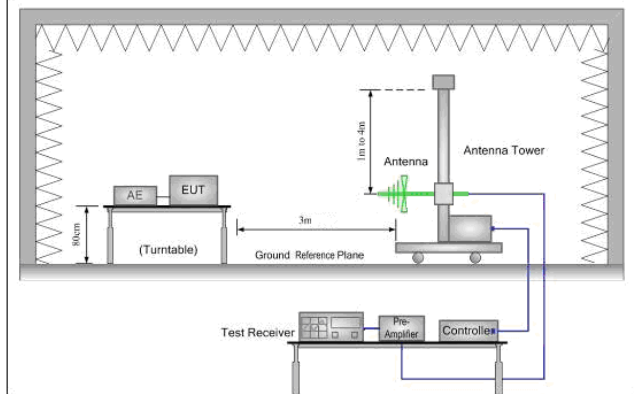 1m to 4m
Antenna
Antenna Tower
AE
EUT
80cm
(Turntable)
3m
Ground Reference Plane
Test Receiver
Pre-
Amplifier
Controller